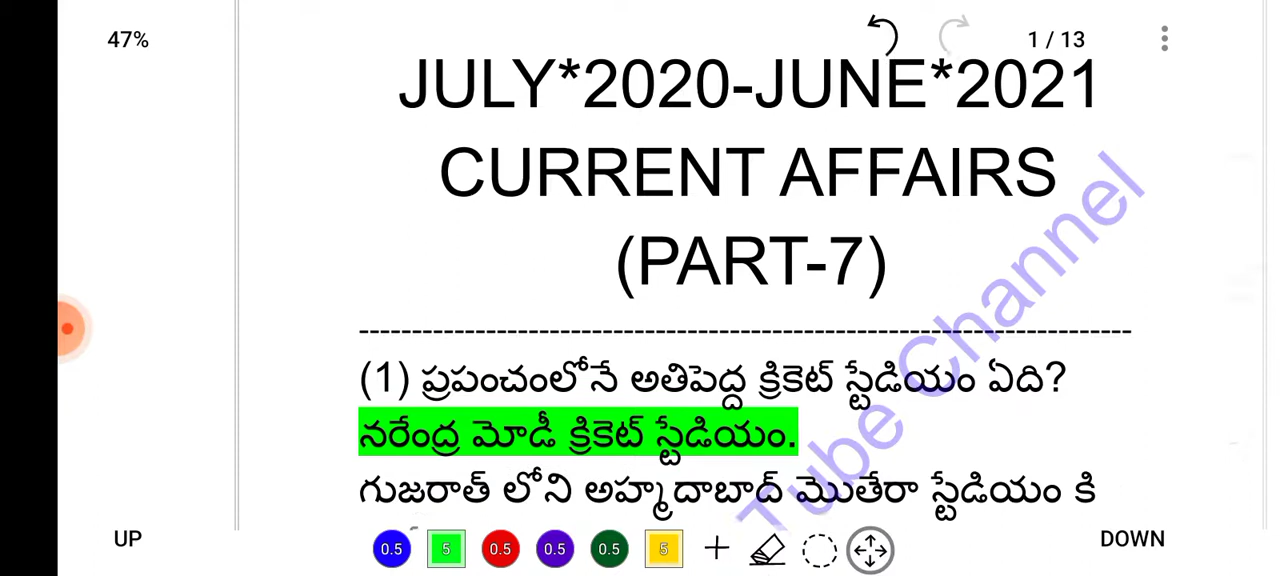 47%
1 / 13
JULY*2020-JUNE*2021
CURRENT AFFAIRS
(PART-7)
--------------------------------------------------------------------------
(1) ప్రపంచంలోనే అతిపెద్ద క్రికెట్ స్టేడియం ఏది?
నరేంద్ర మోడీ క్రికెట్ స్టేడియం.
గుజరాత్ లోని అహ్మదాబాద్ మొతేరా స్టేడియం కి
Tube Channel
UP
0.5 5 0.5 0.5 0.5 5
DOWN